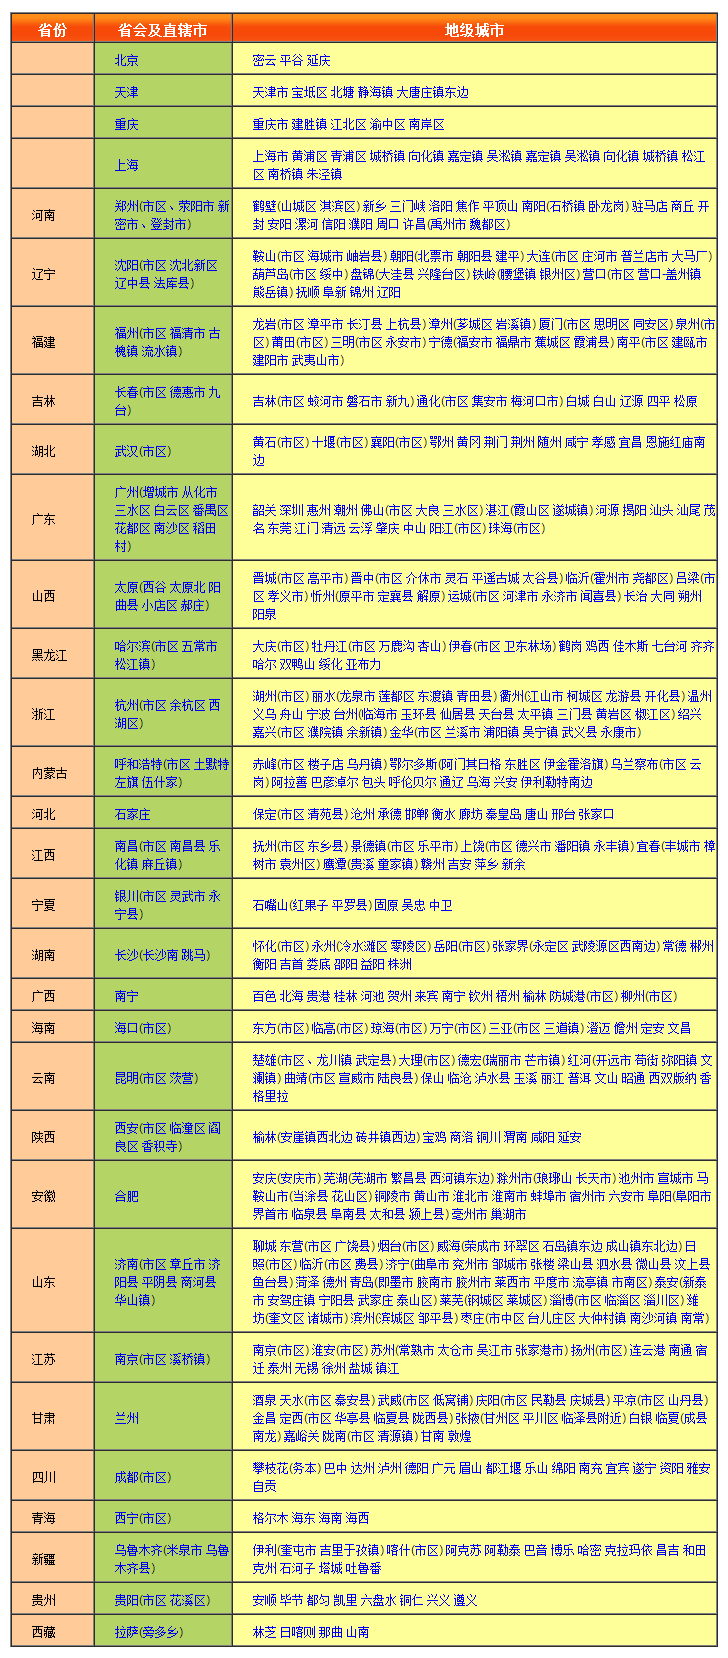 省份 省会及直辖市 地级城市
北京 密云 平谷 延庆
天津 天津市 宝坻区 北塘 静海镇 大唐庄镇东边
重庆 重庆市 建胜镇 江北区 渝中区 南岸区
上海 上海市 黄浦区 青浦区 城桥镇 向化镇 嘉定镇 吴淞镇 嘉定镇 吴淞镇 向化镇 城桥镇 松江
区 南桥镇 朱泾镇
河南 郑州(市区、荥阳市 新
密市、登封市)
鹤壁(山城区 淇滨区) 新乡 三门峡 洛阳 焦作 平顶山 南阳(石桥镇 卧龙岗) 驻马店 商丘 开
封 安阳 漯河 信阳 濮阳 周口 许昌(禹州市 魏都区)
辽宁 沈阳(市区 沈北新区
辽中县 法库县)
鞍山(市区 海城市 岫岩县) 朝阳(北票市 朝阳县 建平) 大连(市区 庄河市 普兰店市 大马厂)
葫芦岛(市区 绥中) 盘锦(大洼县 兴隆台区) 铁岭(腰堡镇 银州区) 营口(市区 营口-盖州镇
熊岳镇) 抚顺 阜新 锦州 辽阳
福建 福州(市区 福清市 古
槐镇 流水镇)
龙岩(市区 漳平市 长汀县 上杭县) 漳州(芗城区 岩溪镇) 厦门(市区 思明区 同安区) 泉州(市
区) 莆田(市区) 三明(市区 永安市) 宁德(福安市 福鼎市 蕉城区 霞浦县) 南平(市区 建瓯市
建阳市 武夷山市)
吉林 长春(市区 德惠市 九
台)
吉林(市区 蛟河市 磐石市 新九) 通化(市区 集安市 梅河口市) 白城 白山 辽源 四平 松原
湖北 武汉(市区)
黄石(市区) 十堰(市区) 襄阳(市区) 鄂州 黄冈 荆门 荆州 随州 咸宁 孝感 宜昌 恩施红庙南
边
广东 广州(增城市 从化市
三水区 白云区 番禺区
花都区 南沙区 稻田
村)
韶关 深圳 惠州 潮州 佛山(市区 大良 三水区) 湛江(霞山区 遂城镇) 河源 揭阳 汕头 汕尾 茂
名 东莞 江门 清远 云浮 肇庆 中山 阳江(市区) 珠海(市区)
山西 太原(西谷 太原北 阳
曲县 小店区 郝庄)
晋城(市区 高平市) 晋中(市区 介休市 灵石 平遥古城 太谷县) 临沂(霍州市 尧都区) 吕梁(市
区 孝义市) 忻州(原平市 定襄县 解原) 运城(市区 河津市 永济市 闻喜县) 长治 大同 朔州
阳泉
黑龙江 哈尔滨(市区 五常市
松江镇)
大庆(市区) 牡丹江(市区 万鹿沟 杏山) 伊春(市区 卫东林场) 鹤岗 鸡西 佳木斯 七台河 齐齐
哈尔 双鸭山 绥化 亚布力
浙江 杭州(市区 余杭区 西
湖区)
湖州(市区) 丽水(龙泉市 莲都区 东渡镇 青田县) 衢州(江山市 柯城区 龙游县 开化县) 温州
义乌 舟山 宁波 台州(临海市 玉环县 仙居县 天台县 太平镇 三门县 黄岩区 椒江区) 绍兴
嘉兴(市区 濮院镇 余新镇) 金华(市区 兰溪市 浦阳镇 吴宁镇 武义县 永康市)
内蒙古 呼和浩特(市区 土默特
左旗 伍什家)
赤峰(市区 楼子店 乌丹镇) 鄂尔多斯(阿门其日格 东胜区 伊金霍洛旗) 乌兰察布(市区 云
岗) 阿拉善 巴彦淖尔 包头 呼伦贝尔 通辽 乌海 兴安 伊利勒特南边
河北 石家庄 保定(市区 清苑县) 沧州 承德 邯郸 衡水 廊坊 秦皇岛 唐山 邢台 张家口
江西 南昌(市区 南昌县 乐
化镇 麻丘镇)
抚州(市区 东乡县) 景德镇(市区 乐平市) 上饶(市区 德兴市 潘阳镇 永丰镇) 宜春(丰城市 樟
树市 袁州区) 鹰潭(贵溪 童家镇) 赣州 吉安 萍乡 新余
宁夏 银川(市区 灵武市 永
宁县)
石嘴山(红果子 平罗县) 固原 吴忠 中卫
湖南 长沙(长沙南 跳马)
怀化(市区) 永州(冷水滩区 零陵区) 岳阳(市区) 张家界(永定区 武陵源区西南边) 常德 郴州
衡阳 吉首 娄底 邵阳 益阳 株洲
广西 南宁 百色 北海 贵港 桂林 河池 贺州 来宾 南宁 钦州 梧州 榆林 防城港(市区) 柳州(市区)
海南 海口(市区) 东方(市区) 临高(市区) 琼海(市区) 万宁(市区) 三亚(市区 三道镇) 澄迈 儋州 定安 文昌
云南 昆明(市区 茨营)
楚雄(市区、龙川镇 武定县) 大理(市区) 德宏(瑞丽市 芒市镇) 红河(开远市 苟街 弥阳镇 文
澜镇) 曲靖(市区 宣威市 陆良县) 保山 临沧 泸水县 玉溪 丽江 普洱 文山 昭通 西双版纳 香
格里拉
陕西 西安(市区 临潼区 阎
良区 香积寺)
榆林(安崖镇西北边 砖井镇西边) 宝鸡 商洛 铜川 渭南 咸阳 延安
安徽 合肥
安庆(安庆市) 芜湖(芜湖市 繁昌县 西河镇东边) 滁州市(琅琊山 长天市) 池州市 宣城市 马
鞍山市(当涂县 花山区) 铜陵市 黄山市 淮北市 淮南市 蚌埠市 宿州市 六安市 阜阳(阜阳市
界首市 临泉县 阜南县 太和县 颍上县) 亳州市 巢湖市
山东 济南(市区 章丘市 济
阳县 平阴县 商河县
华山镇)
聊城 东营(市区 广饶县) 烟台(市区) 威海(荣成市 环翠区 石岛镇东边 成山镇东北边) 日
照(市区) 临沂(市区 费县) 济宁(曲阜市 兖州市 邹城市 张楼 梁山县 泗水县 微山县 汶上县
鱼台县) 菏泽 德州 青岛(即墨市 胶南市 胶州市 莱西市 平度市 流亭镇 市南区) 泰安(新泰
市 安驾庄镇 宁阳县 武家庄 泰山区) 莱芜(钢城区 莱城区) 淄博(市区 临淄区 淄川区) 潍
坊(奎文区 诸城市) 滨州(滨城区 邹平县) 枣庄(市中区 台儿庄区 大仲村镇 南沙河镇 南常)
江苏 南京(市区 溪桥镇)
南京(市区) 淮安(市区) 苏州(常熟市 太仓市 吴江市 张家港市) 扬州(市区) 连云港 南通 宿
迁 泰州 无锡 徐州 盐城 镇江
甘肃 兰州
酒泉 天水(市区 秦安县) 武威(市区 低窝铺) 庆阳(市区 民勒县 庆城县) 平凉(市区 山丹县)
金昌 定西(市区 华亭县 临夏县 陇西县) 张掖(甘州区 平川区 临泽县附近) 白银 临夏(成县
南龙) 嘉峪关 陇南(市区 清源镇) 甘南 敦煌
四川 成都(市区)
攀枝花(务本) 巴中 达州 泸州 德阳 广元 眉山 都江堰 乐山 绵阳 南充 宜宾 遂宁 资阳 雅安
自贡
青海 西宁(市区) 格尔木 海东 海南 海西
新疆 乌鲁木齐(米泉市 乌鲁
木齐县)
伊利(奎屯市 吉里于孜镇) 喀什(市区) 阿克苏 阿勒泰 巴音 博乐 哈密 克拉玛依 昌吉 和田
克州 石河子 塔城 吐鲁番
贵州 贵阳(市区 花溪区) 安顺 毕节 都匀 凯里 六盘水 铜仁 兴义 遵义
西藏 拉萨(旁多乡) 林芝 日喀则 那曲 山南